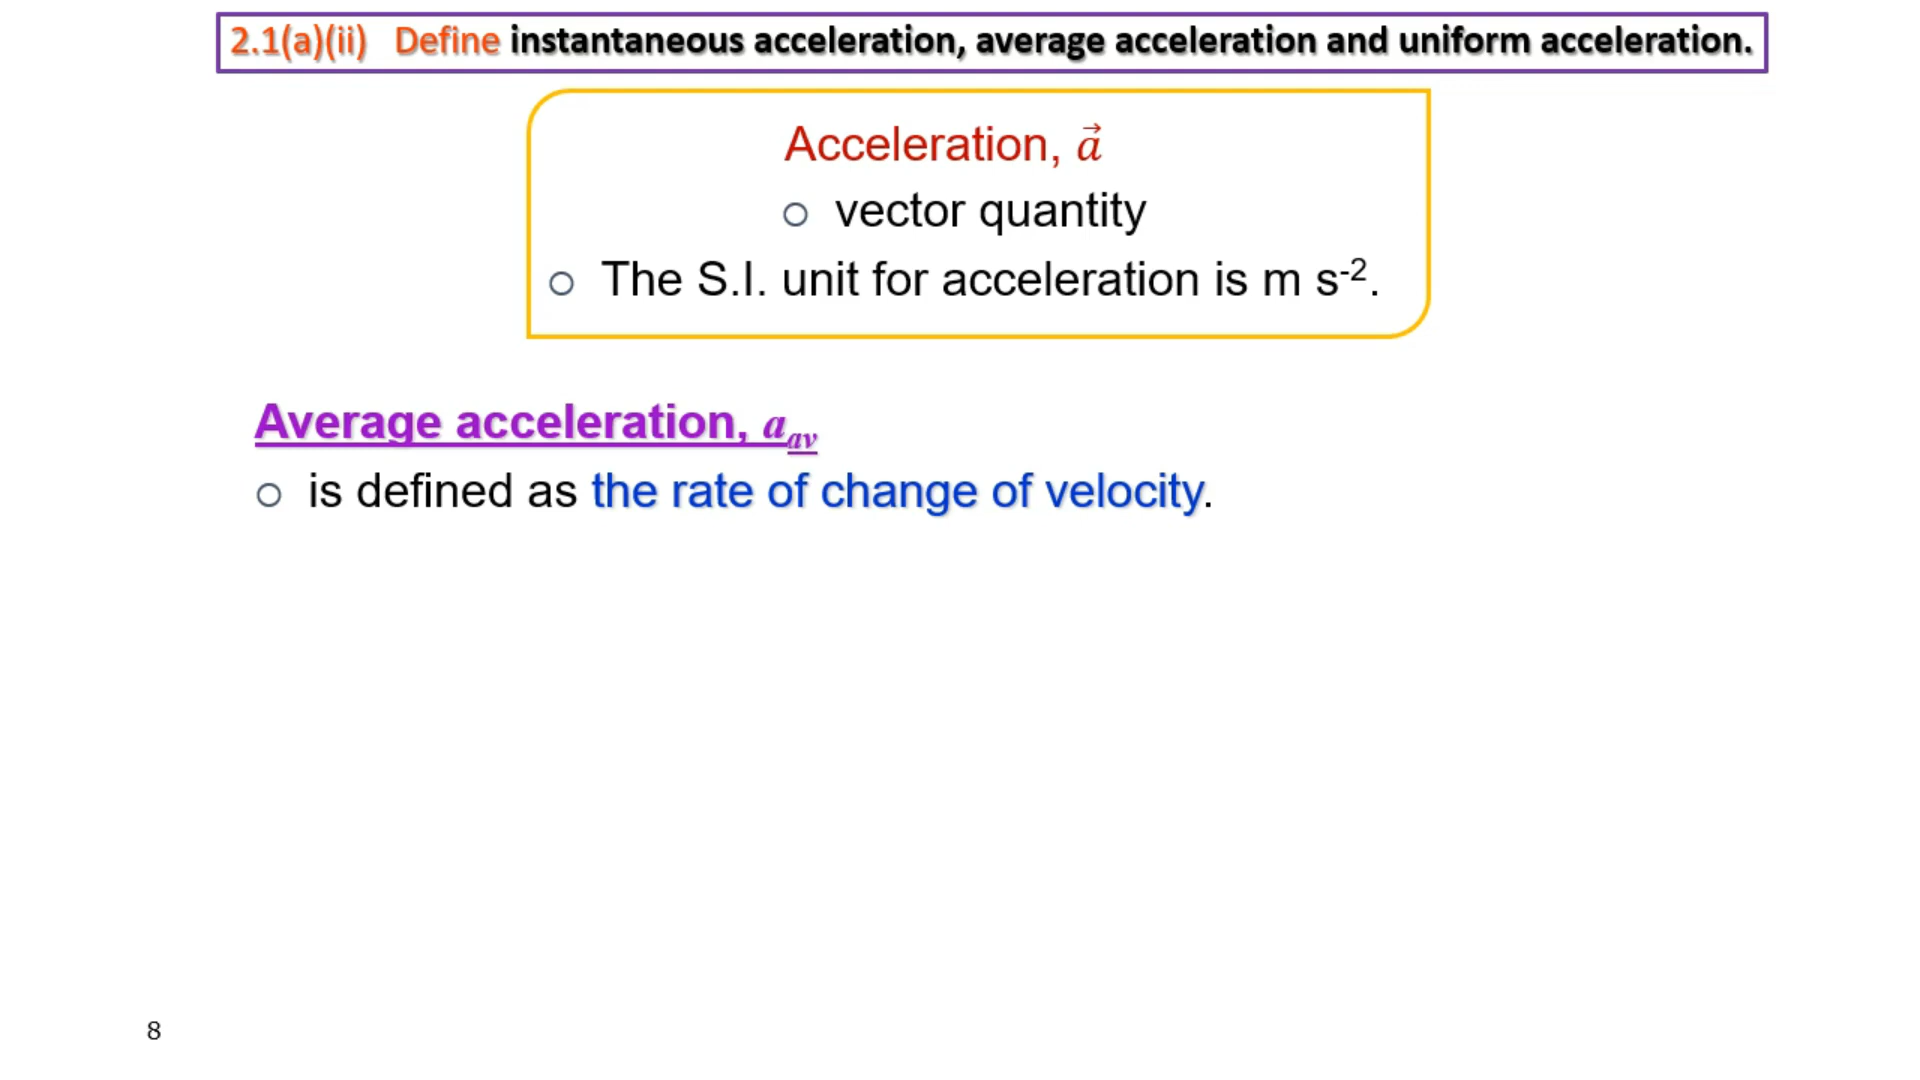 2.1(a)(ii) Define instantaneous acceleration, average acceleration and uniform acceleration.
Acceleration, a⃗
○ vector quantity
○ The S.I. unit for acceleration is m s⁻².
Average acceleration, aₐᵥ
○ is defined as the rate of change of velocity.
8